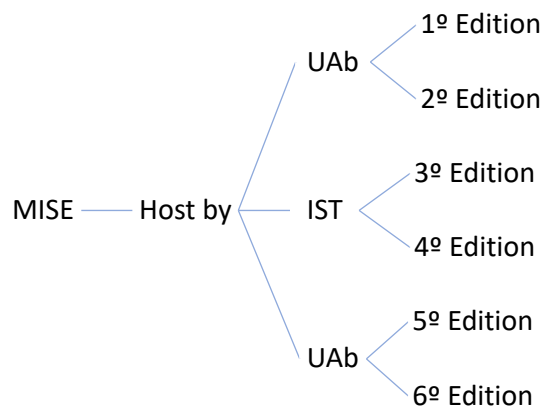 MISE
Host by
UAb
1º Edition
2º Edition
IST
3º Edition
4º Edition
UAb
5º Edition
6º Edition